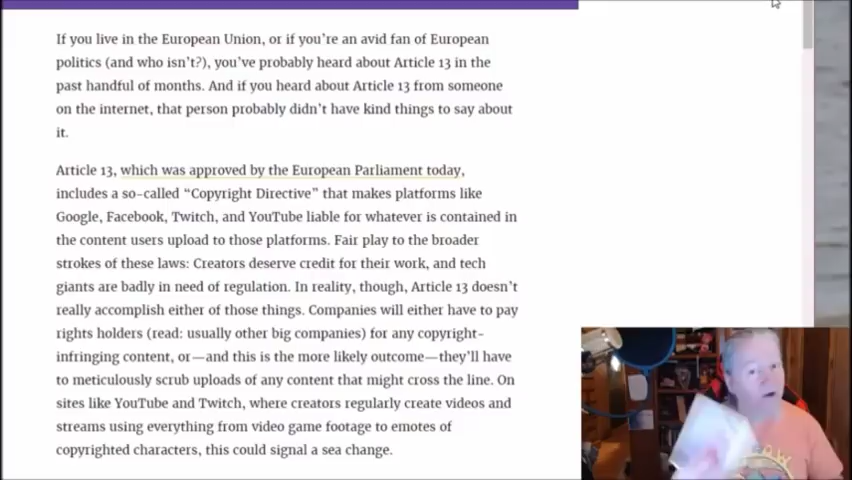 If you live in the European Union, or if you're an avid fan of European
politics (and who isn't?), you've probably heard about Article 13 in the
past handful of months. And if you heard about Article 13 from someone
on the internet, that person probably didn't have kind things to say about
it.
Article 13, which was approved by the European Parliament today,
includes a so-called “Copyright Directive” that makes platforms like
Google, Facebook, Twitch, and YouTube liable for whatever is contained in
the content users upload to those platforms. Fair play to the broader
strokes of these laws: Creators deserve credit for their work, and tech
giants are badly in need of regulation. In reality, though, Article 13 doesn't
really accomplish either of those things. Companies will either have to pay
rights holders (read: usually other big companies) for any copyright-
infringing content, or—and this is the more likely outcome—they'll have
to meticulously scrub uploads of any content that might cross the line. On
sites like YouTube and Twitch, where creators regularly create videos and
streams using everything from video game footage to emotes of
copyrighted characters, this could signal a sea change.